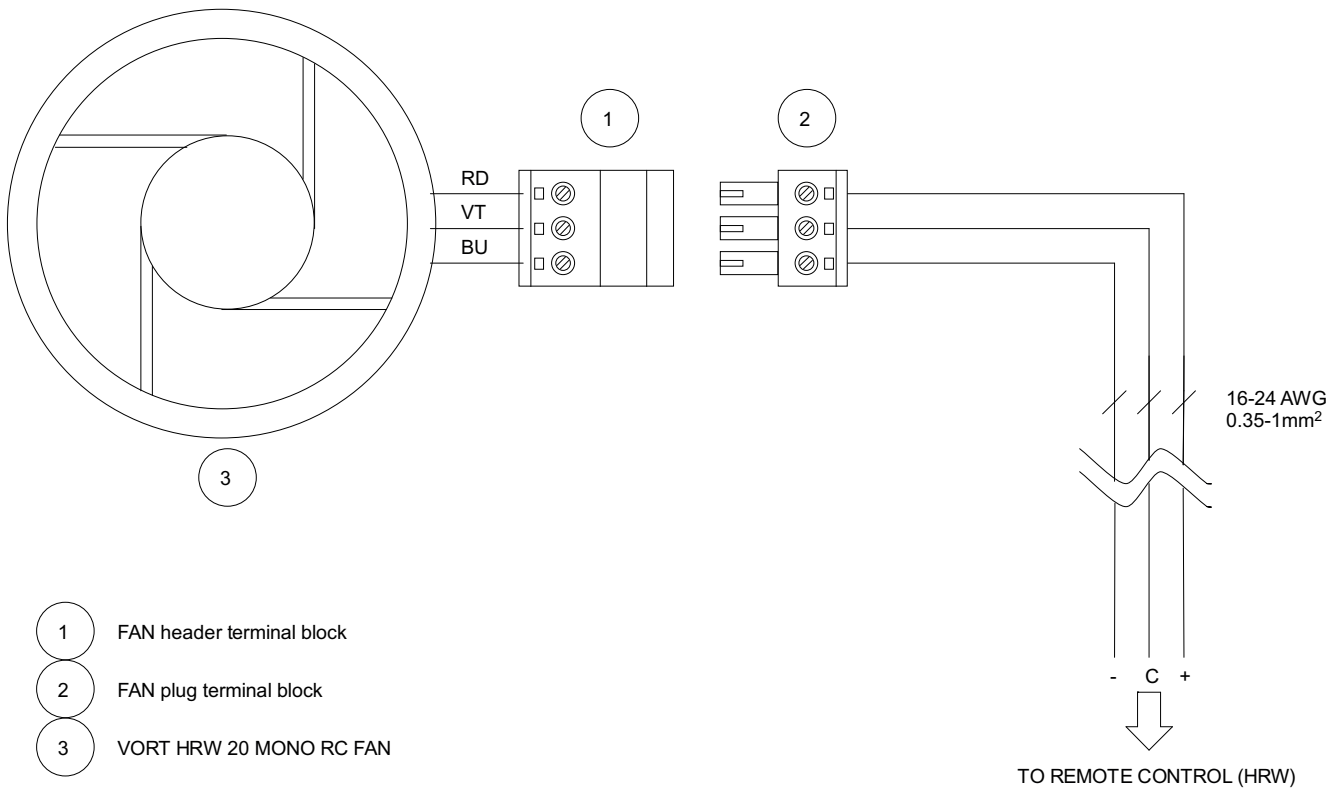 1
2
RD
VT
BU
16-24 AWG
0.35-1mm²
3
1 FAN header terminal block
2 FAN plug terminal block
3 VORT HRW 20 MONO RC FAN
- C +
TO REMOTE CONTROL (HRW)